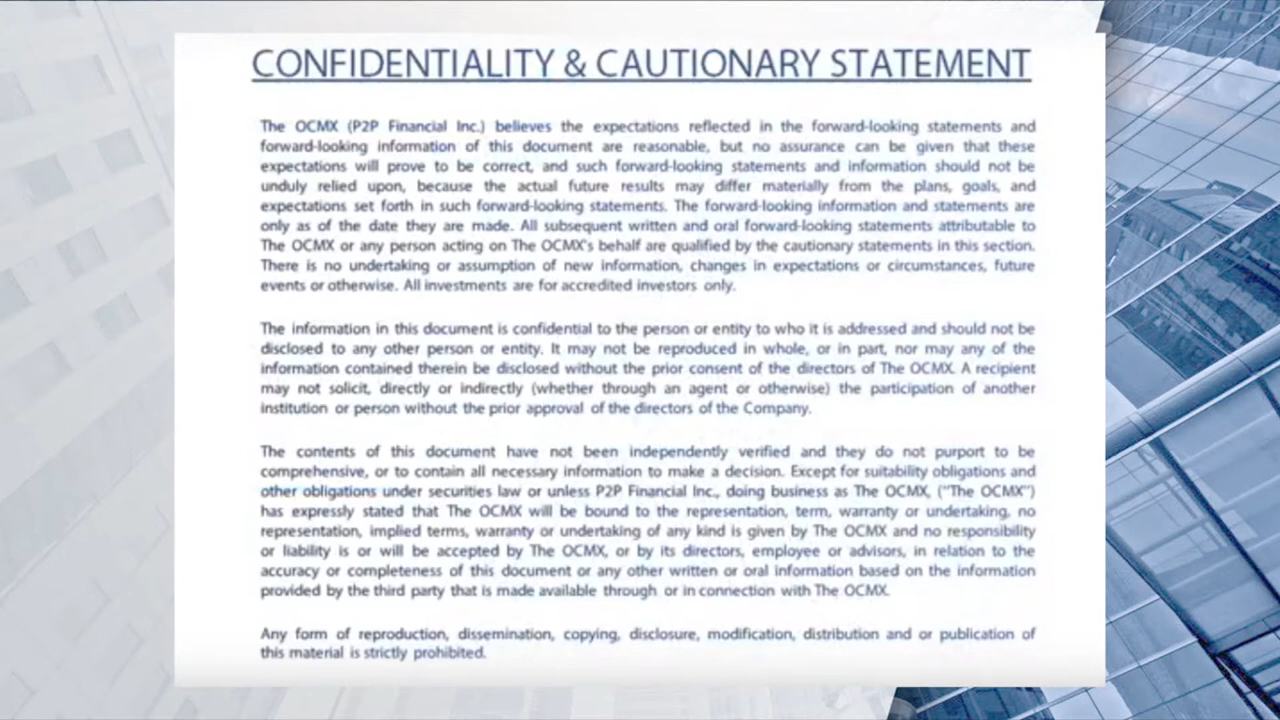 CONFIDENTIALITY & CAUTIONARY STATEMENT
The OCMX (P2P Financial Inc.) believes the expectations reflected in the forward-looking statements and
forward-looking information of this document are reasonable, but no assurance can be given that these
expectations will prove to be correct, and such forward-looking statements and information should not be
unduly relied upon, because the actual future results may differ materially from the plans, goals, and
expectations set forth in such forward-looking statements. The forward-looking information and statements are
only as of the date they are made. All subsequent written and oral forward-looking statements attributable to
The OCMX or any person acting on The OCMX's behalf are qualified by the cautionary statements in this section.
There is no undertaking or assumption of new information, changes in expectations or circumstances, future
events or otherwise. All investments are for accredited investors only.
The information in this document is confidential to the person or entity to who it is addressed and should not be
disclosed to any other person or entity. It may not be reproduced in whole, or in part, nor may any of the
information contained therein be disclosed without the prior consent of the directors of The OCMX. A recipient
may not solicit, directly or indirectly (whether through an agent or otherwise) the participation of another
institution or person without the prior approval of the directors of the Company.
The contents of this document have not been independently verified and they do not purport to be
comprehensive, or to contain all necessary information to make a decision. Except for suitability obligations and
other obligations under securities law or unless P2P Financial Inc., doing business as The OCMX, ("The OCMX")
has expressly stated that The OCMX will be bound to the representation, term, warranty or undertaking, no
representation, implied terms, warranty or undertaking of any kind is given by The OCMX and no responsibility
or liability is or will be accepted by The OCMX, or by its directors, employee or advisors, in relation to the
accuracy or completeness of this document or any other written or oral information based on the information
provided by the third party that is made available through or in connection with The OCMX.
Any form of reproduction, dissemination, copying, disclosure, modification, distribution and or publication of
this material is strictly prohibited.